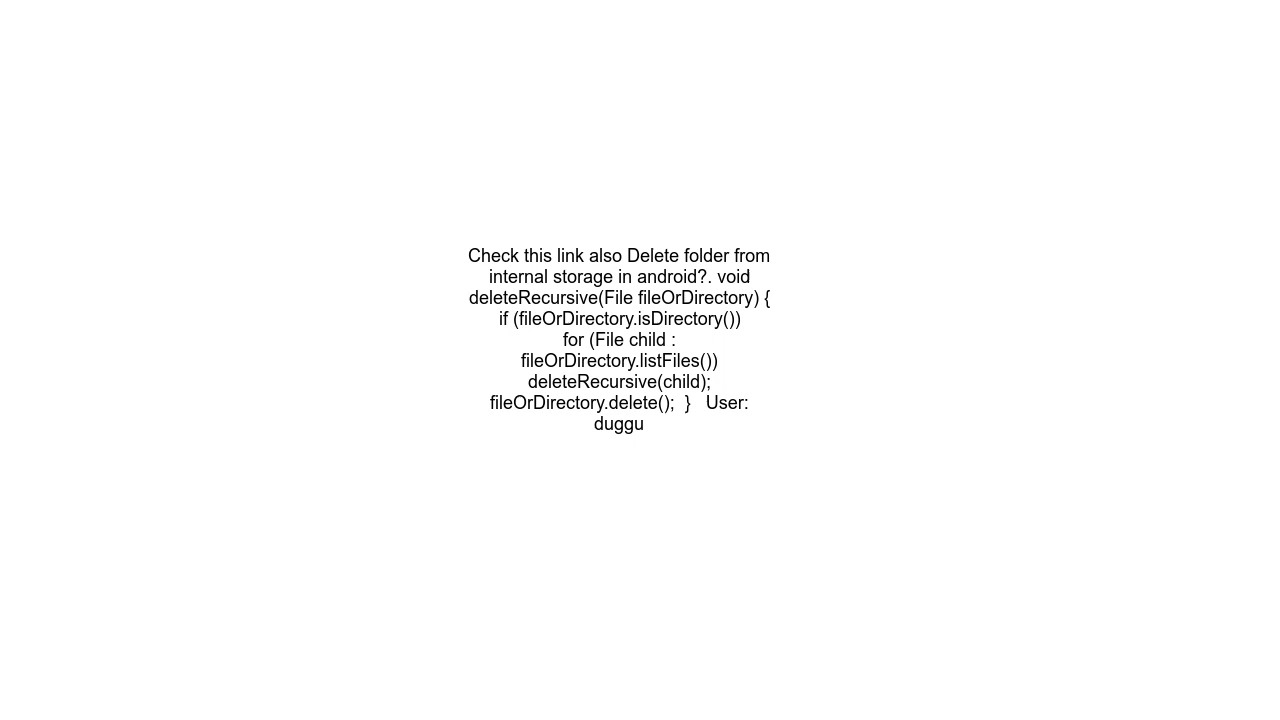 Check this link also Delete folder from
internal storage in android?. void
deleteRecursive(File fileOrDirectory) {
if (fileOrDirectory.isDirectory())
for (File child :
fileOrDirectory.listFiles())
deleteRecursive(child);
fileOrDirectory.delete();  }   User:
duggu